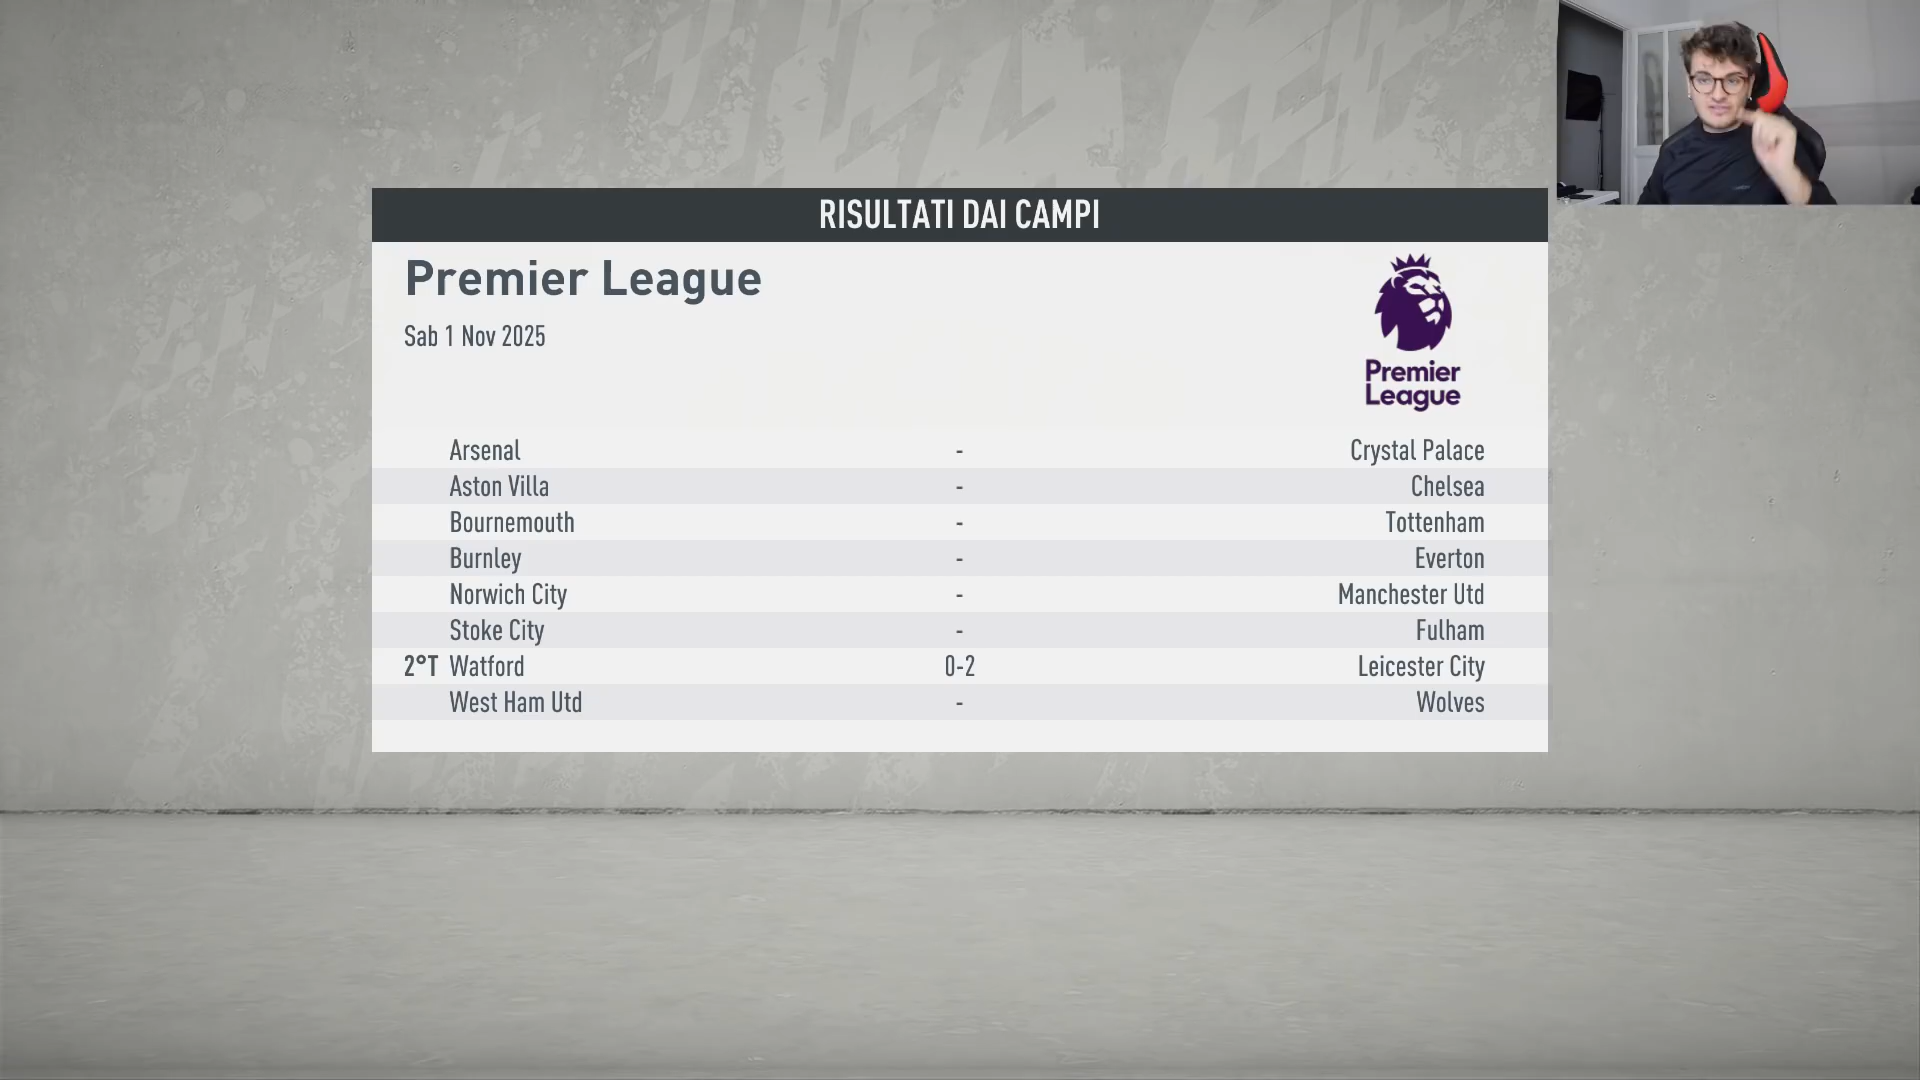 RISULTATI DAI CAMPI
Premier League
Sab 1 Nov 2025
Premier
League
Arsenal - Crystal Palace
Aston Villa - Chelsea
Bournemouth - Tottenham
Burnley - Everton
Norwich City - Manchester Utd
Stoke City - Fulham
2°T Watford 0-2 Leicester City
West Ham Utd - Wolves